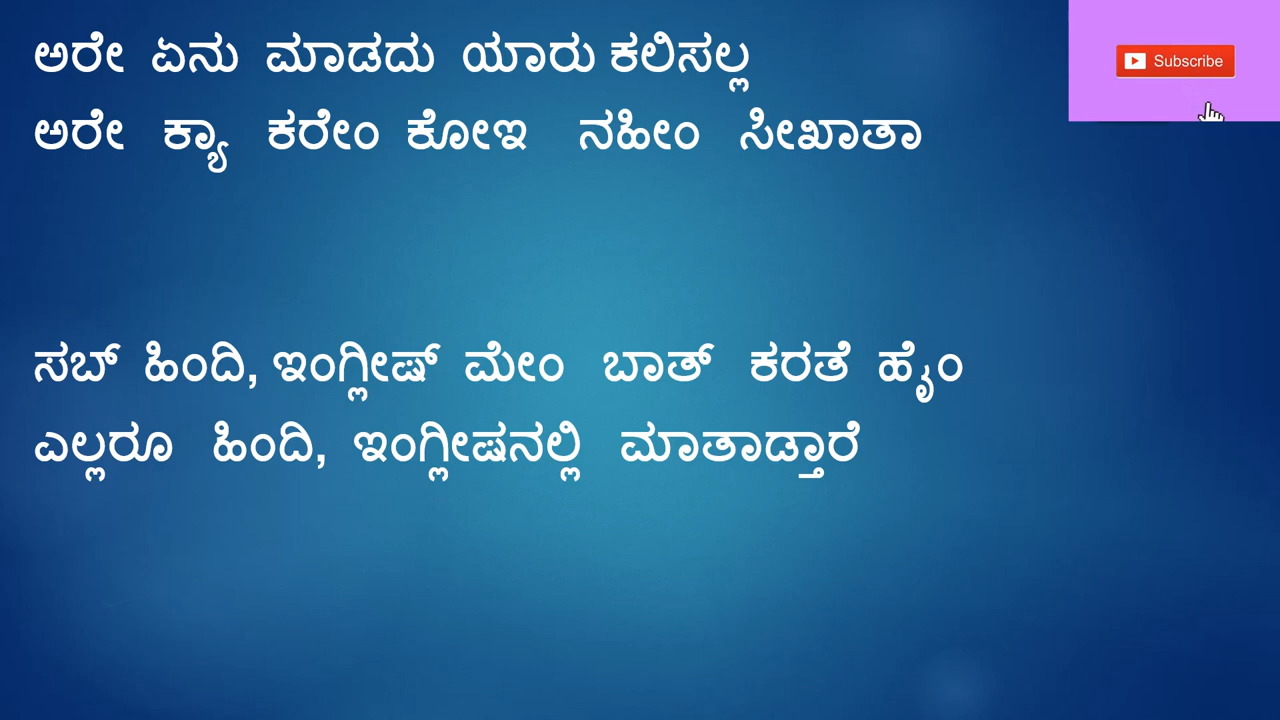 ಅರೇ ಏನು ಮಾಡದು ಯಾರು ಕಲಿಸಲ್ಲ
Subscribe
ಅರೇ ಕ್ಯಾ ಕರೇಂ ಕೋಇ ನಹೀಂ ಸೀಖಾತಾ
ಸಬ್ ಹಿಂದಿ, ಇಂಗ್ಲೀಷ್ ಮೇಂ ಬಾತ್ ಕರತೆ ಹೈಂ
ಎಲ್ಲರೂ ಹಿಂದಿ, ಇಂಗ್ಲೀಷನಲ್ಲಿ ಮಾತಾಡ್ತಾರೆ